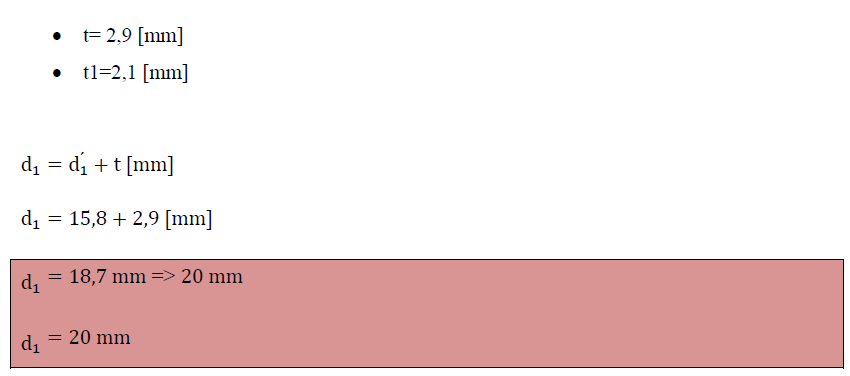 • t= 2,9 [mm]
• t1=2,1 [mm]
d₁ = d₁́ + t [mm]
d₁ = 15,8 + 2,9 [mm]
d₁ = 18,7 mm => 20 mm
d₁ = 20 mm